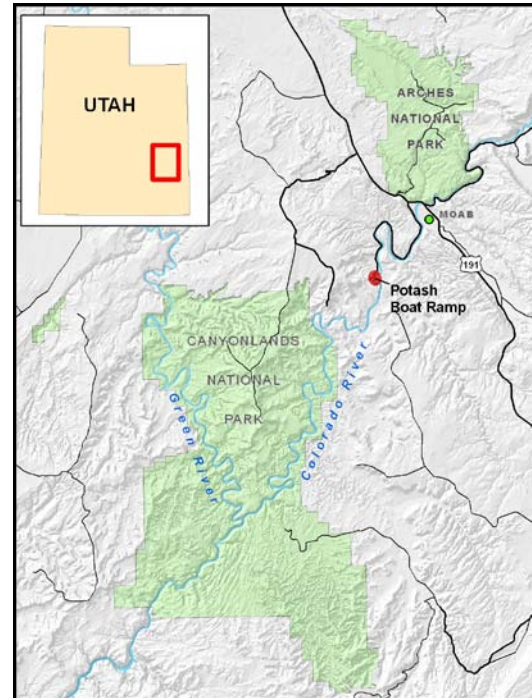 UTAH
ARCHES
NATIONAL
PARK
MOAB
191
Potash
Boat Ramp
CANYONLANDS
NATIONAL
PARK
Green River
Colorado River